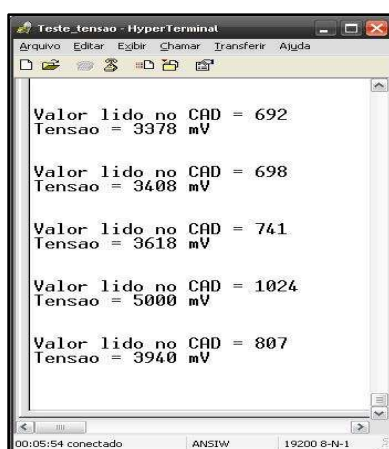 Teste_tensao - HyperTerminal
Arquivo Editar Exibir Chamar Transferir Ajuda
Valor lido no CAD = 692
Tensao = 3378 mV
Valor lido no CAD = 698
Tensao = 3408 mV
Valor lido no CAD = 741
Tensao = 3618 mV
Valor lido no CAD = 1024
Tensao = 5000 mV
Valor lido no CAD = 807
Tensao = 3940 mV
00:05:54 conectado ANSIW 19200 8-N-1